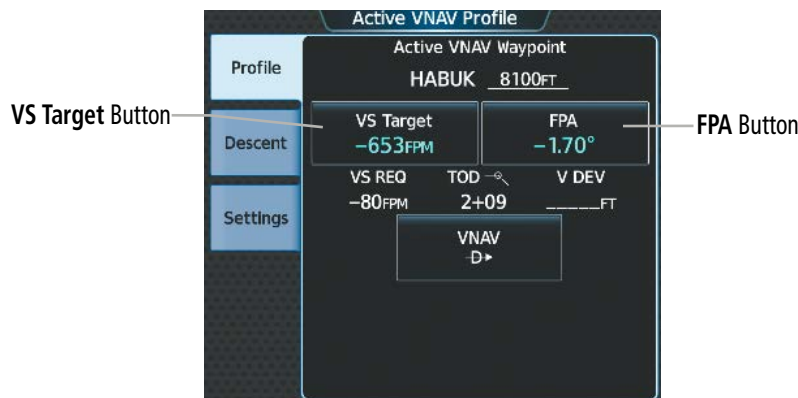 Active VNAV Profile
Profile
Active VNAV Waypoint
HABUK 8100FT
VS Target Button
Descent
VS Target
−653FPM
FPA
−1.70°
FPA Button
VS REQ TOD V DEV
−80FPM 2+09 _____FT
Settings
VNAV
D